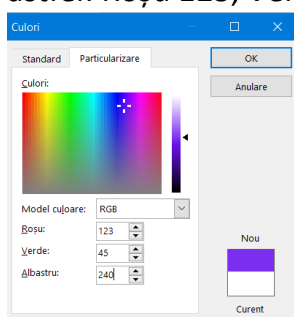 Culori
Standard
Particularizare
OK
Anulare
Culori:
Model culoare: RGB
Roșu: 123
Verde: 45
Albastru: 240
Nou
Curent